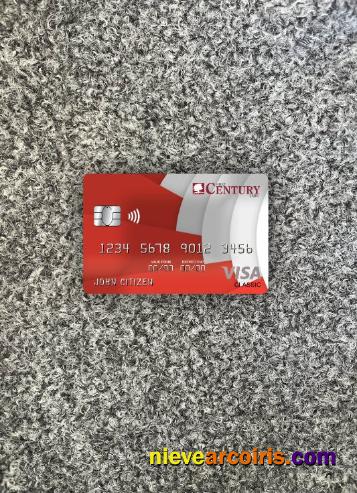 CENTURY
1234 5678 9012 3456
VISA
CLASSIC
JOHN CITIZEN
nievearcoiris.com